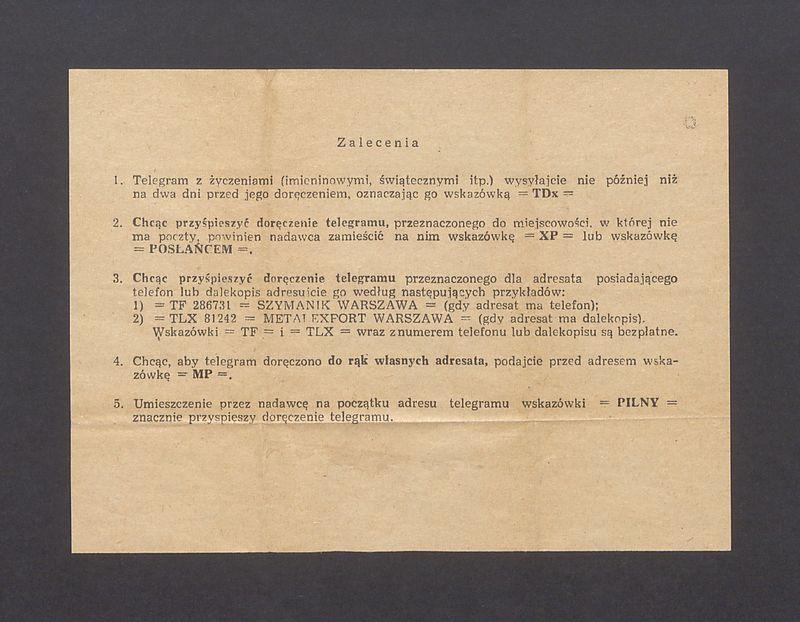 Zalecenia
1. Telegram z życzeniami (imieninowymi, świątecznymi itp.) wysyłajcie nie później niż
na dwa dni przed jego doręczeniem, oznaczając go wskazówką = TDx =
2. Chcąc przyśpieszyć doręczenie telegramu, przeznaczonego do miejscowości, w której nie
ma poczty, powinien nadawca zamieścić na nim wskazówkę = XP = lub wskazówkę
= POSŁAŃCEM =.
3. Chcąc przyśpieszyć doręczenie telegramu przeznaczonego dla adresata posiadającego
telefon lub dalekopis adresujcie go według następujących przykładów:
1) = TF 286731 = SZYMANIK WARSZAWA = (gdy adresat ma telefon);
2) = TLX 81242 = METALEXPORT WARSZAWA = (gdy adresat ma dalekopis).
Wskazówki = TF = i = TLX = wraz z numerem telefonu lub dalekopisu są bezpłatne.
4. Chcąc, aby telegram doręczono do rąk własnych adresata, podajcie przed adresem wska-
zówkę = MP =.
5. Umieszczenie przez nadawcę na początku adresu telegramu wskazówki = PILNY =
znacznie przyspieszy doręczenie telegramu.